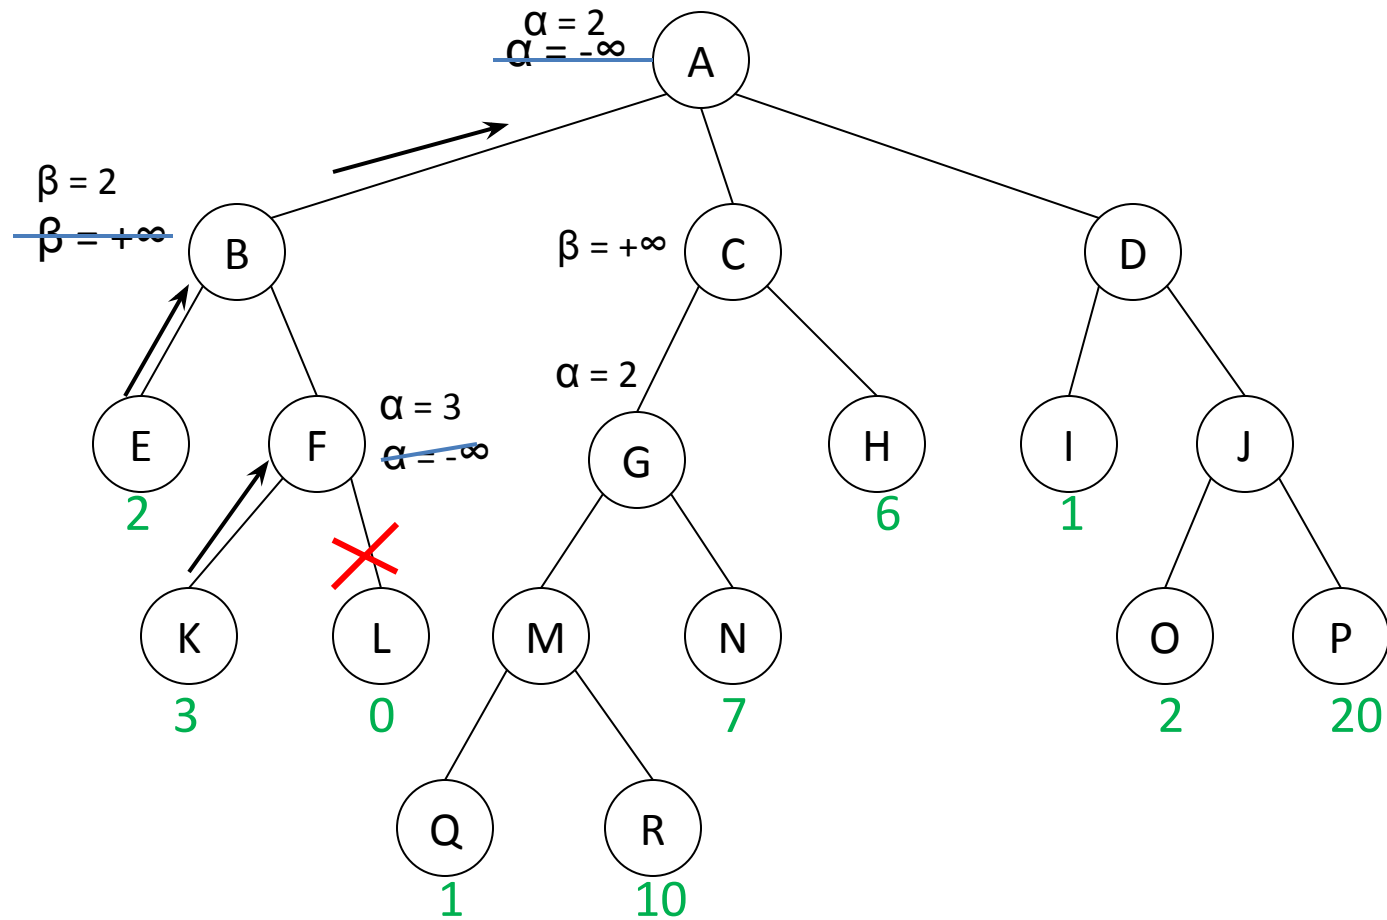 α = 2
α = -∞
A
β = 2
β = +∞
B
β = +∞
C
D
α = 2
α = 3
α = -∞
E
F
G
H
I
J
2
6
1
K
L
M
N
O
P
3
0
7
2
20
Q
R
1
10